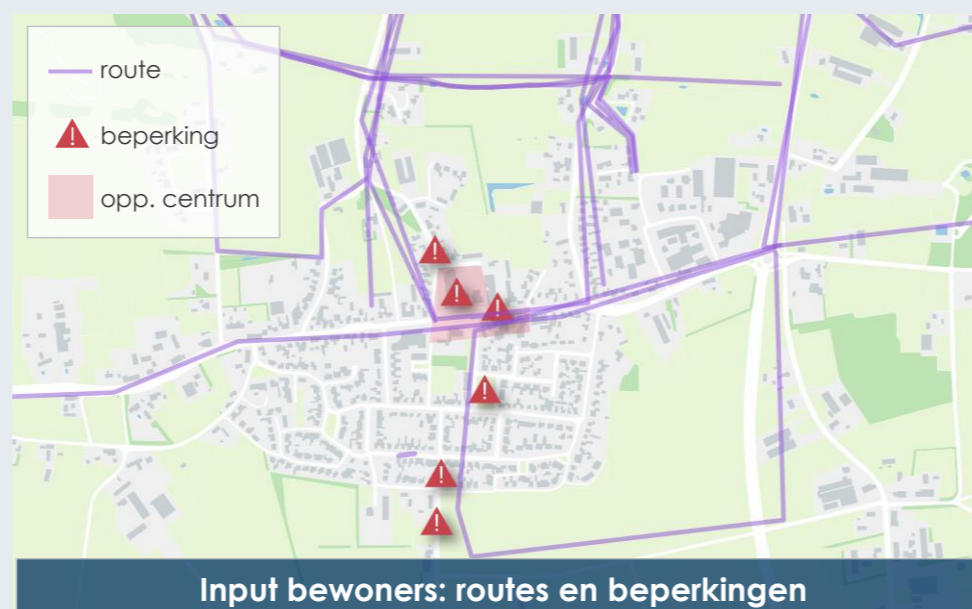 route
beperking
opp. centrum
Input bewoners: routes en beperkingen